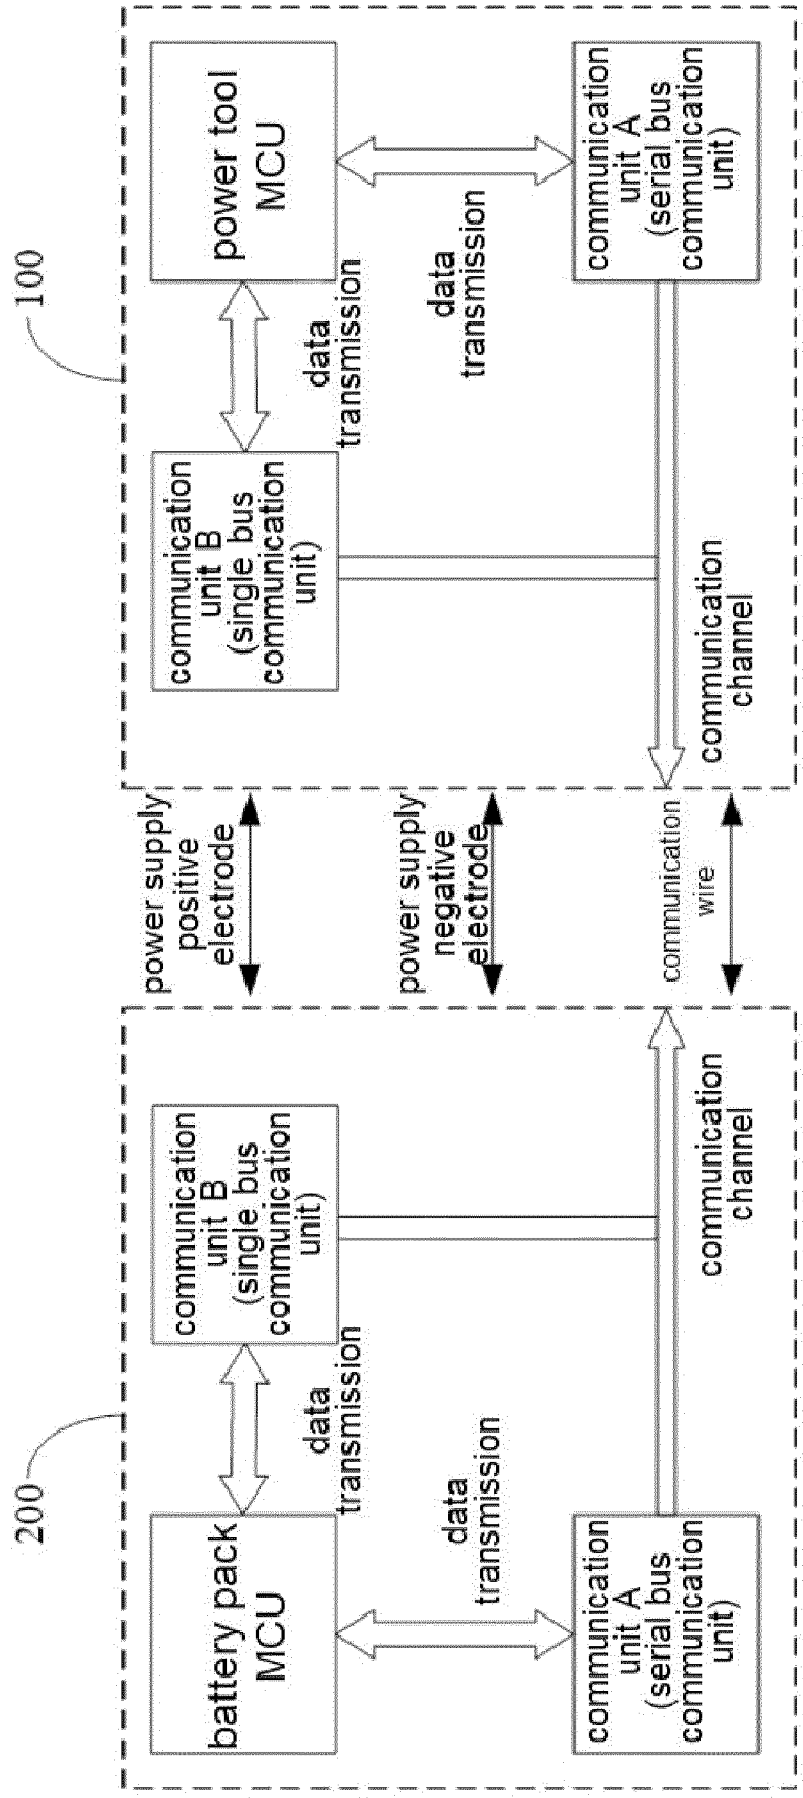 200
battery pack
MCU
data
transmission
communication
unit B
(single bus
communication
unit)
data
transmission
communication
unit A
(serial bus
communication
unit)
communication
channel
power supply
positive
electrode
power supply
negative
electrode
communication
wire
100
communication
unit B
(single bus
communication
unit)
data
transmission
power tool
MCU
data
transmission
communication
unit A
(serial bus
communication
unit)
communication
channel